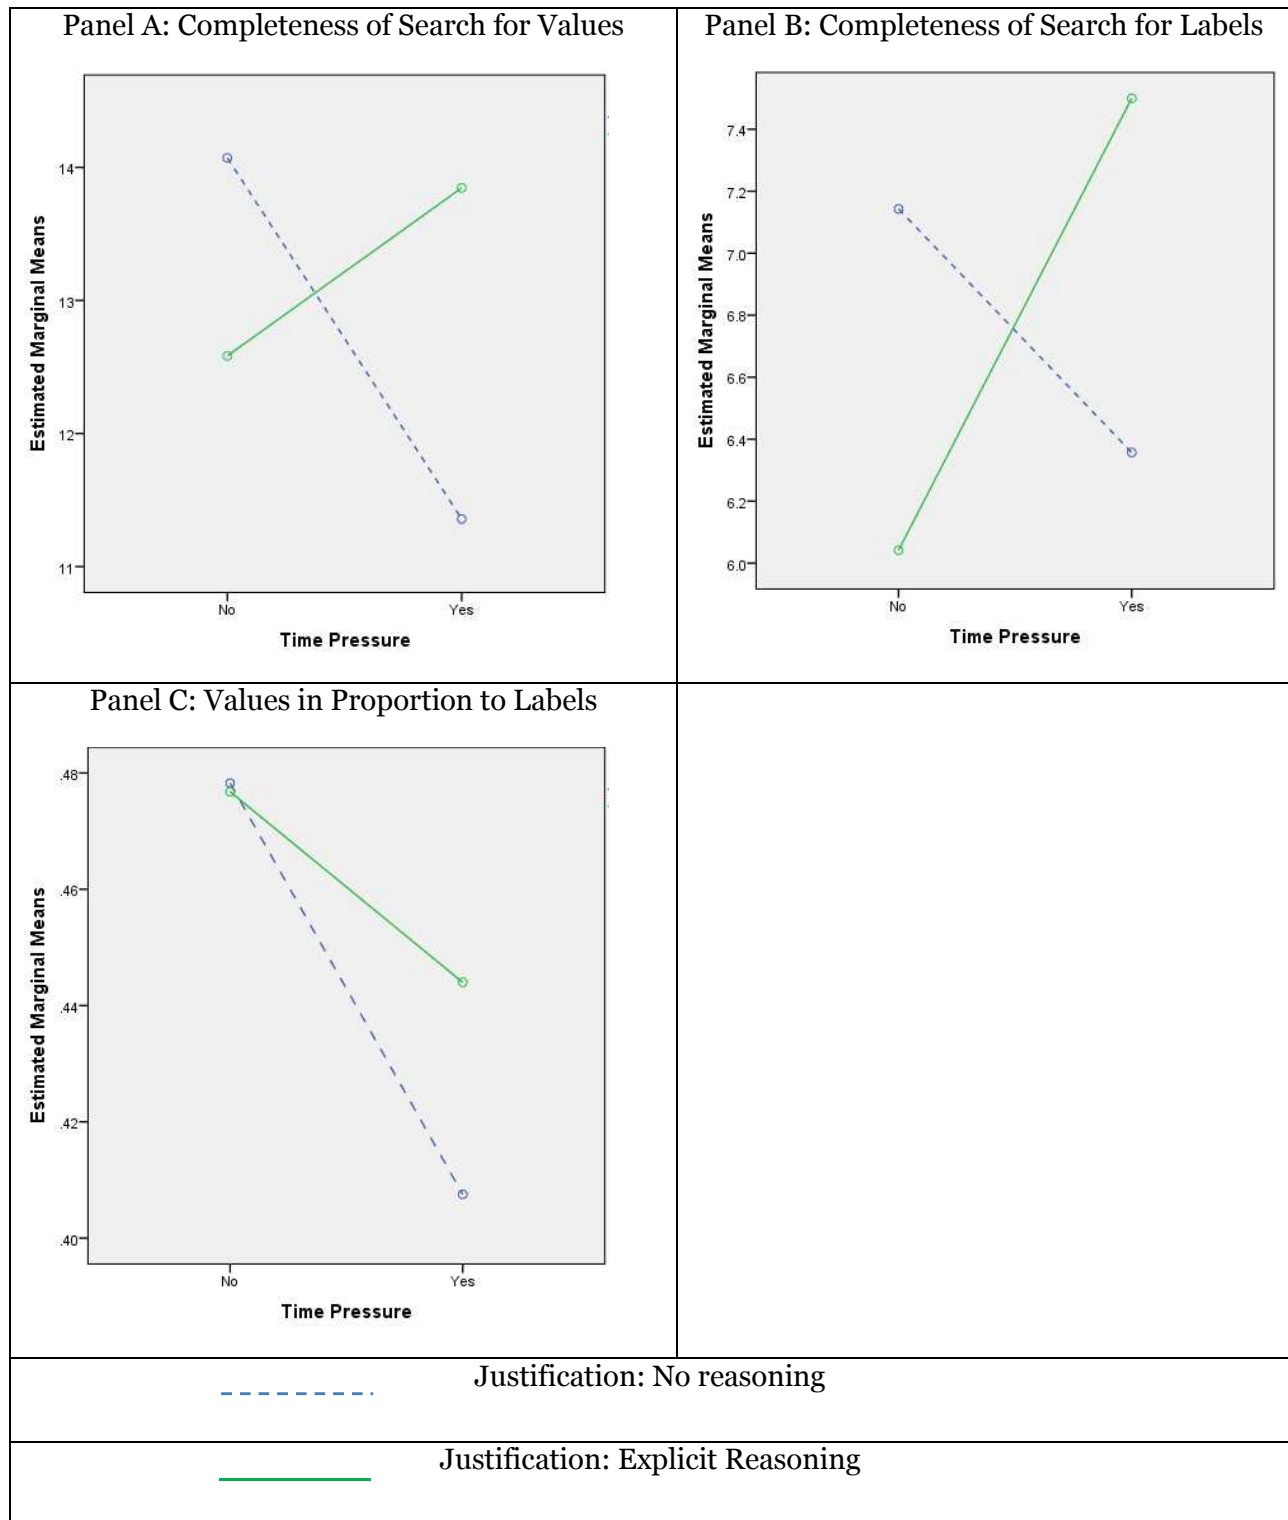 Panel A: Completeness of Search for Values
Estimated Marginal Means
14
13
12
11
No
Yes
Time Pressure
Panel B: Completeness of Search for Labels
Estimated Marginal Means
7.4
7.2
7.0
6.8
6.6
6.4
6.2
6.0
No
Yes
Time Pressure
Panel C: Values in Proportion to Labels
Estimated Marginal Means
.48
.46
.44
.42
.40
No
Yes
Time Pressure
Justification: No reasoning
Justification: Explicit Reasoning